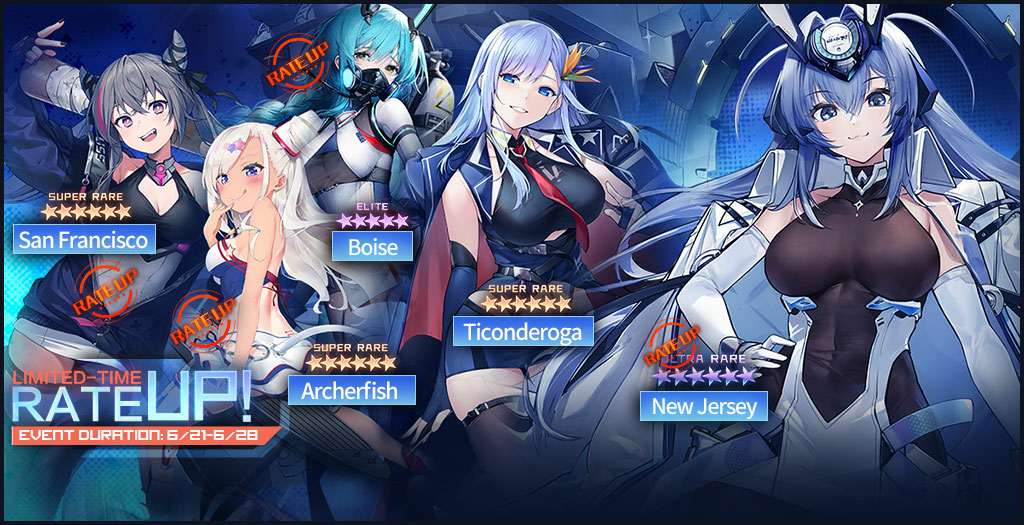 RATE UP
SUPER RARE
San Francisco
RATE UP
ELITE
Boise
RATE UP
SUPER RARE
Ticonderoga
SUPER RARE
Archerfish
RATE UP
ULTRA RARE
New Jersey
LIMITED-TIME
RATE UP!
EVENT DURATION: 6/21-6/28